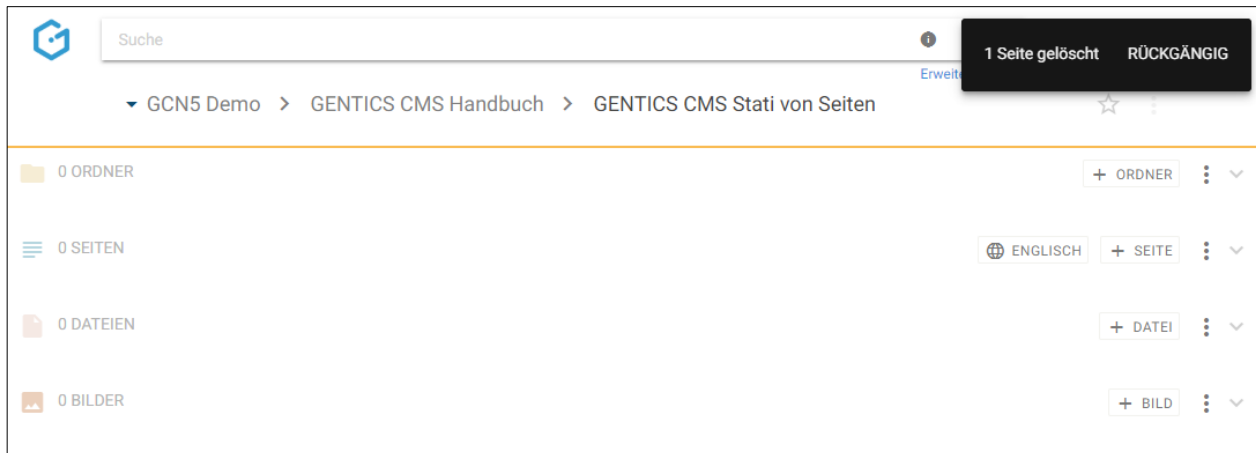 Suche
1 Seite gelöscht RÜCKGÄNGIG
Erweite
GCN5 Demo > GENTICS CMS Handbuch > GENTICS CMS Stati von Seiten
0 ORDNER + ORDNER
0 SEITEN ENGLISCH + SEITE
0 DATEIEN + DATEI
0 BILDER + BILD